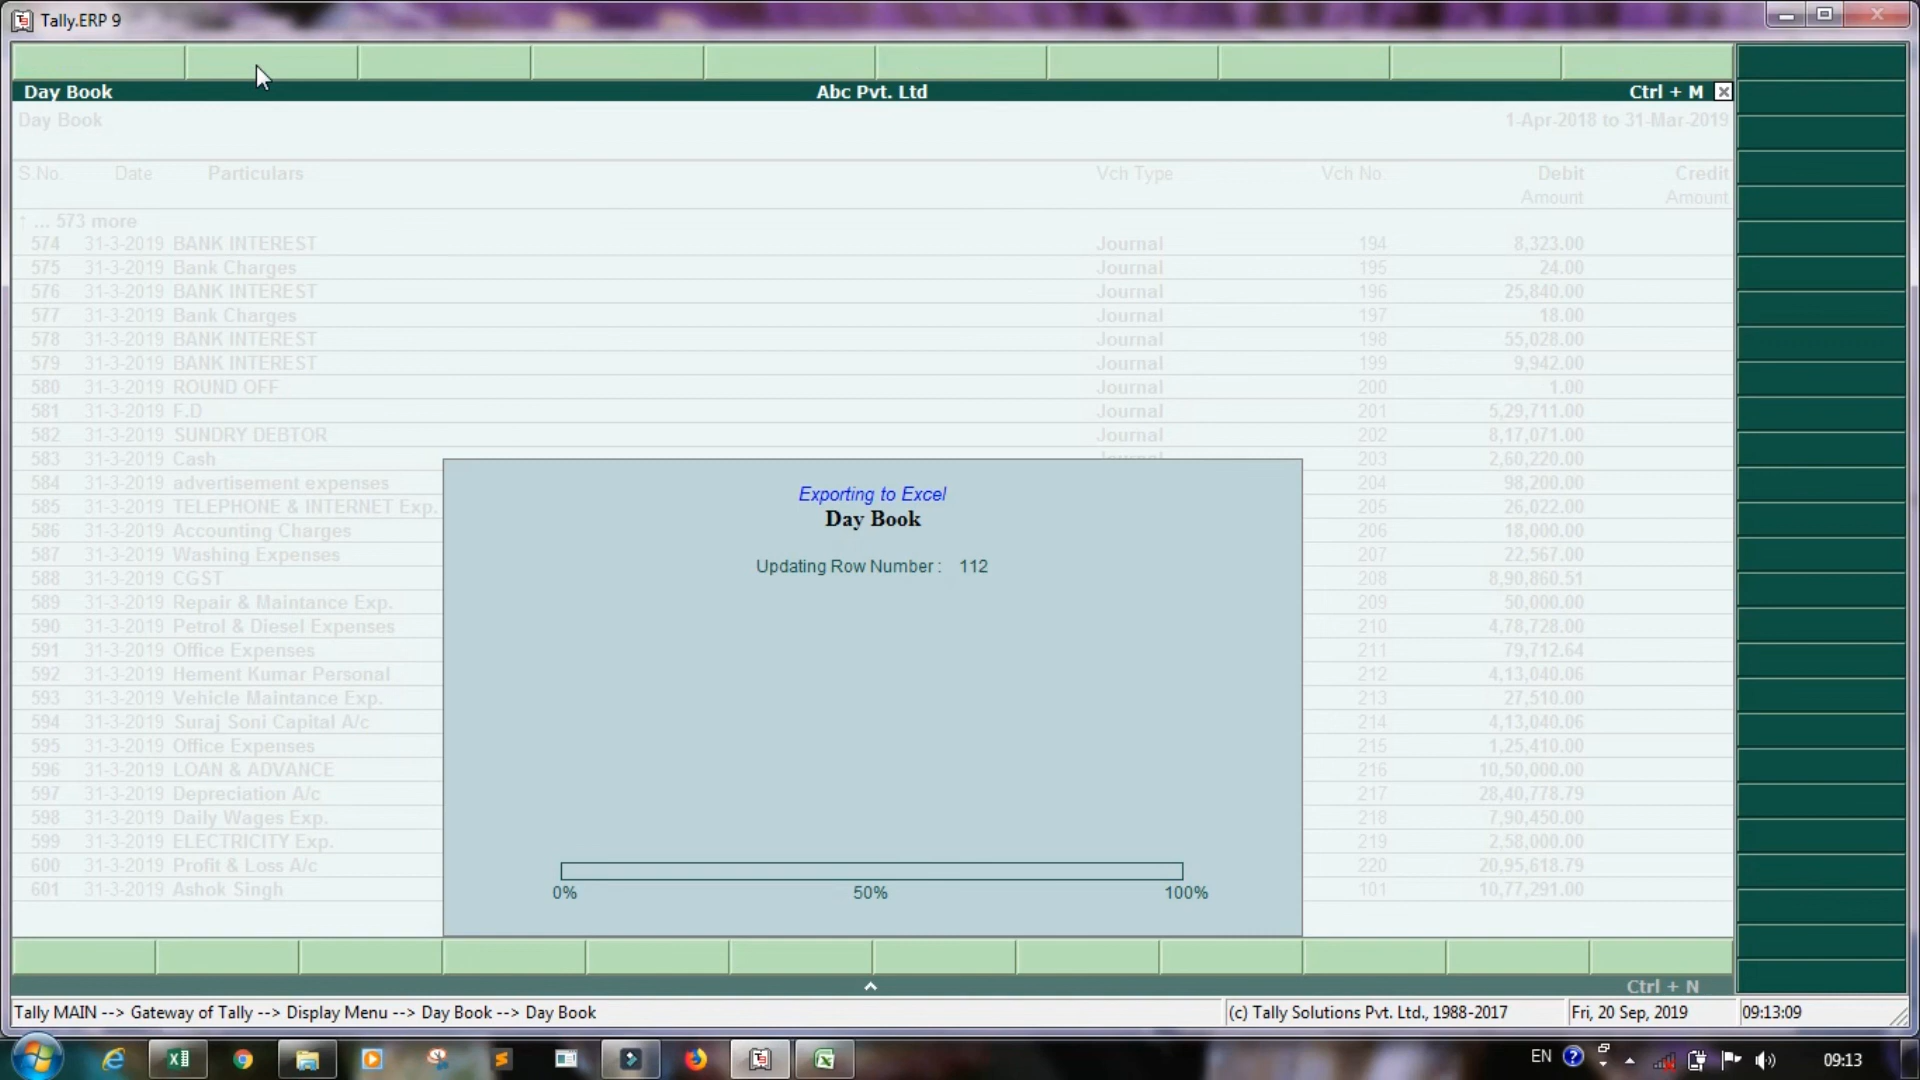 Tally.ERP 9
Day Book Abc Pvt. Ltd Ctrl + M
Day Book 1-Apr-2018 to 31-Mar-2019
S.No. Date Particulars Vch Type Vch No. Debit Credit
Amount Amount
↑ ... 573 more
574 31-3-2019 BANK INTEREST Journal 194 8,323.00
575 31-3-2019 Bank Charges Journal 195 24.00
576 31-3-2019 BANK INTEREST Journal 196 25,840.00
577 31-3-2019 Bank Charges Journal 197 18.00
578 31-3-2019 BANK INTEREST Journal 198 55,028.00
579 31-3-2019 BANK INTEREST Journal 199 9,942.00
580 31-3-2019 ROUND OFF Journal 200 1.00
581 31-3-2019 F.D Journal 201 5,29,711.00
582 31-3-2019 SUNDRY DEBTOR Journal 202 8,17,071.00
583 31-3-2019 Cash Journal 203 2,60,220.00
584 31-3-2019 advertisement expenses 204 98,200.00
585 31-3-2019 TELEPHONE & INTERNET Exp. 205 26,022.00
586 31-3-2019 Accounting Charges 206 18,000.00
587 31-3-2019 Washing Expenses 207 22,567.00
588 31-3-2019 CGST 208 8,90,860.51
589 31-3-2019 Repair & Maintance Exp. 209 50,000.00
590 31-3-2019 Petrol & Diesel Expenses 210 4,78,728.00
591 31-3-2019 Office Expenses 211 79,712.64
592 31-3-2019 Hement Kumar Personal 212 4,13,040.06
593 31-3-2019 Vehicle Maintance Exp. 213 27,510.00
594 31-3-2019 Suraj Soni Capital A/c 214 4,13,040.06
595 31-3-2019 Office Expenses 215 1,25,410.00
596 31-3-2019 LOAN & ADVANCE 216 10,50,000.00
597 31-3-2019 Depreciation A/c 217 28,40,778.79
598 31-3-2019 Daily Wages Exp. 218 7,90,450.00
599 31-3-2019 ELECTRICITY Exp. 219 2,58,000.00
600 31-3-2019 Profit & Loss A/c 220 20,95,618.79
601 31-3-2019 Ashok Singh 101 10,77,291.00
Exporting to Excel
Day Book
Updating Row Number : 112
0% 50% 100%
Ctrl + N
Tally MAIN --> Gateway of Tally --> Display Menu --> Day Book --> Day Book (c) Tally Solutions Pvt. Ltd., 1988-2017 Fri, 20 Sep, 2019 09:13:09
EN 09:13